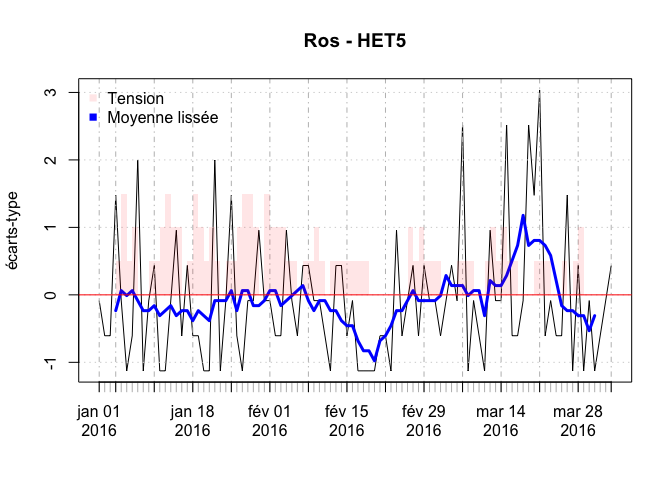 Ros - HET5
Tension
Moyenne lissée
écarts-type
3
2
1
0
-1
jan 01 jan 18 fév 01 fév 15 fév 29 mar 14 mar 28
2016 2016 2016 2016 2016 2016 2016